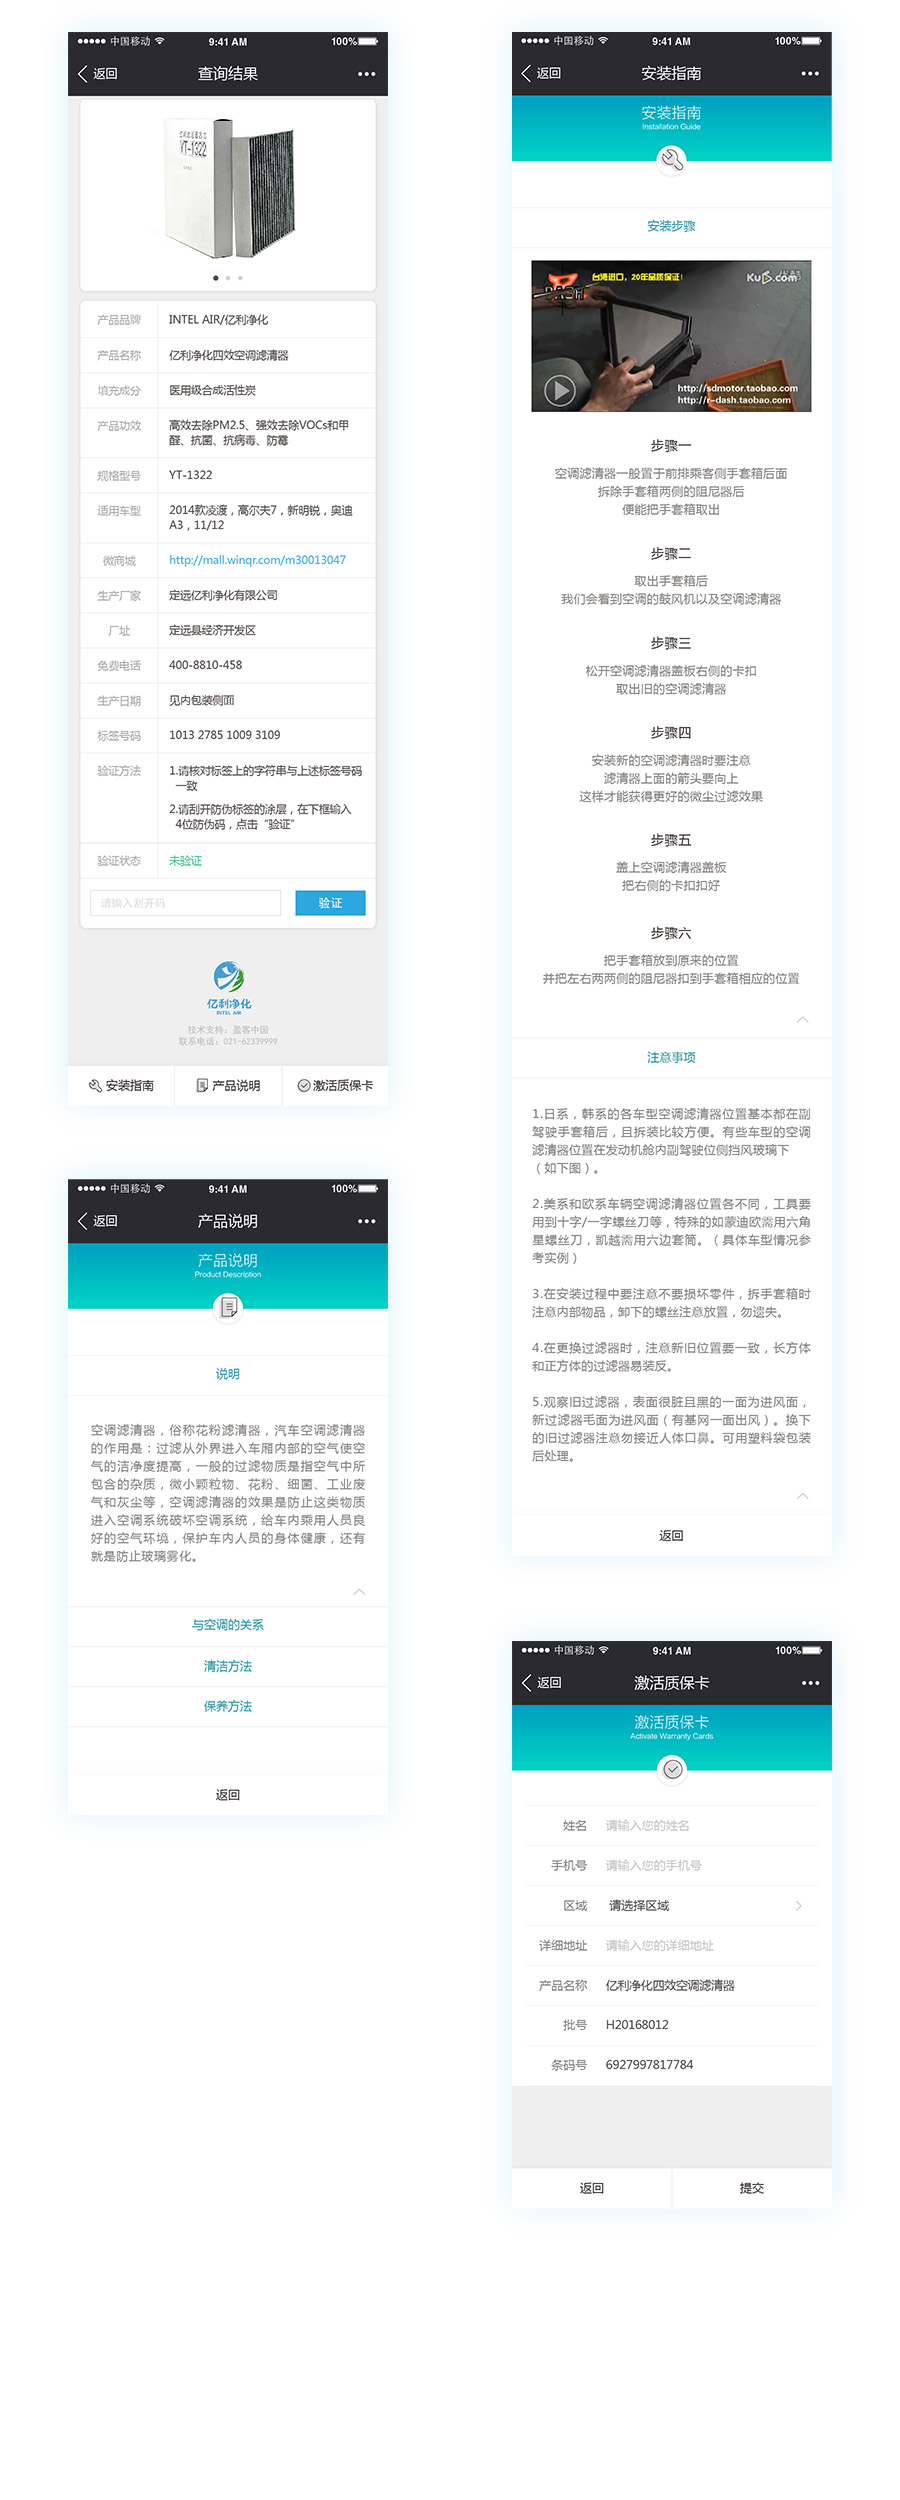 中国移动 9:41 AM 100%
返回 查询结果
YT-1322
产品品牌 INTEL AIR/亿利净化
产品名称 亿利净化四效空调滤清器
填充成分 医用级合成活性炭
产品功效 高效去除PM2.5、强效去除VOCs和甲
醛、抗菌、抗病毒、防霉
规格型号 YT-1322
适用车型 2014款凌渡，高尔夫7，新明锐，奥迪
A3，11/12
微商城 http://mall.winqr.com/m30013047
生产厂家 定远亿利净化有限公司
厂址 定远县经济开发区
免费电话 400-8810-458
生产日期 见内包装侧面
标签号码 1013 2785 1009 3109
验证方法 1.请核对标签上的字符串与上述标签号码
一致
2.请刮开防伪标签的涂层，在下框输入
4位防伪码，点击“验证”
验证状态 未验证
请输入刮开码 验证
亿利净化
INTEL AIR
技术支持：盈客中国
联系电话：021-62339999
安装指南 产品说明 激活质保卡
中国移动 9:41 AM 100%
返回 产品说明
产品说明
Product Description
说明
空调滤清器，俗称花粉滤清器，汽车空调滤清器
的作用是：过滤从外界进入车厢内部的空气使空
气的洁净度提高，一般的过滤物质是指空气中所
包含的杂质，微小颗粒物、花粉、细菌、工业废
气和灰尘等，空调滤清器的效果是防止这类物质
进入空调系统破坏空调系统，给车内乘用人员良
好的空气环境，保护车内人员的身体健康，还有
就是防止玻璃雾化。
与空调的关系
清洁方法
保养方法
返回
中国移动 9:41 AM 100%
返回 安装指南
安装指南
Installation Guide
安装步骤
台湾进口，20年品质保证！
Ku6.com
DASH
http://sdmotor.taobao.com
http://r-dash.taobao.com
步骤一
空调滤清器一般置于前排乘客侧手套箱后面
拆除手套箱两侧的阻尼器后
便能把手套箱取出
步骤二
取出手套箱后
我们会看到空调的鼓风机以及空调滤清器
步骤三
松开空调滤清器盖板右侧的卡扣
取出旧的空调滤清器
步骤四
安装新的空调滤清器时要注意
滤清器上面的箭头要向上
这样才能获得更好的微尘过滤效果
步骤五
盖上空调滤清器盖板
把右侧的卡扣扣好
步骤六
把手套箱放到原来的位置
并把左右两两侧的阻尼器扣到手套箱相应的位置
注意事项
1.日系，韩系的各车型空调滤清器位置基本都在副
驾驶手套箱后，且拆装比较方便。有些车型的空调
滤清器位置在发动机舱内副驾驶位侧挡风玻璃下
（如下图）。
2.美系和欧系车辆空调滤清器位置各不同，工具要
用到十字/一字螺丝刀等，特殊的如蒙迪欧需用六角
星螺丝刀，凯越需用六边套筒。（具体车型情况参
考实例）
3.在安装过程中要注意不要损坏零件，拆手套箱时
注意内部物品，卸下的螺丝注意放置，勿遗失。
4.在更换过滤器时，注意新旧位置要一致，长方体
和正方体的过滤器易装反。
5.观察旧过滤器，表面很脏且黑的一面为进风面，
新过滤器毛面为进风面（有基网一面出风）。换下
的旧过滤器注意勿接近人体口鼻。可用塑料袋包装
后处理。
返回
中国移动 9:41 AM 100%
返回 激活质保卡
激活质保卡
Activate Warranty Cards
姓名 请输入您的姓名
手机号 请输入您的手机号
区域 请选择区域
详细地址 请输入您的详细地址
产品名称 亿利净化四效空调滤清器
批号 H20168012
条码号 6927997817784
返回 提交